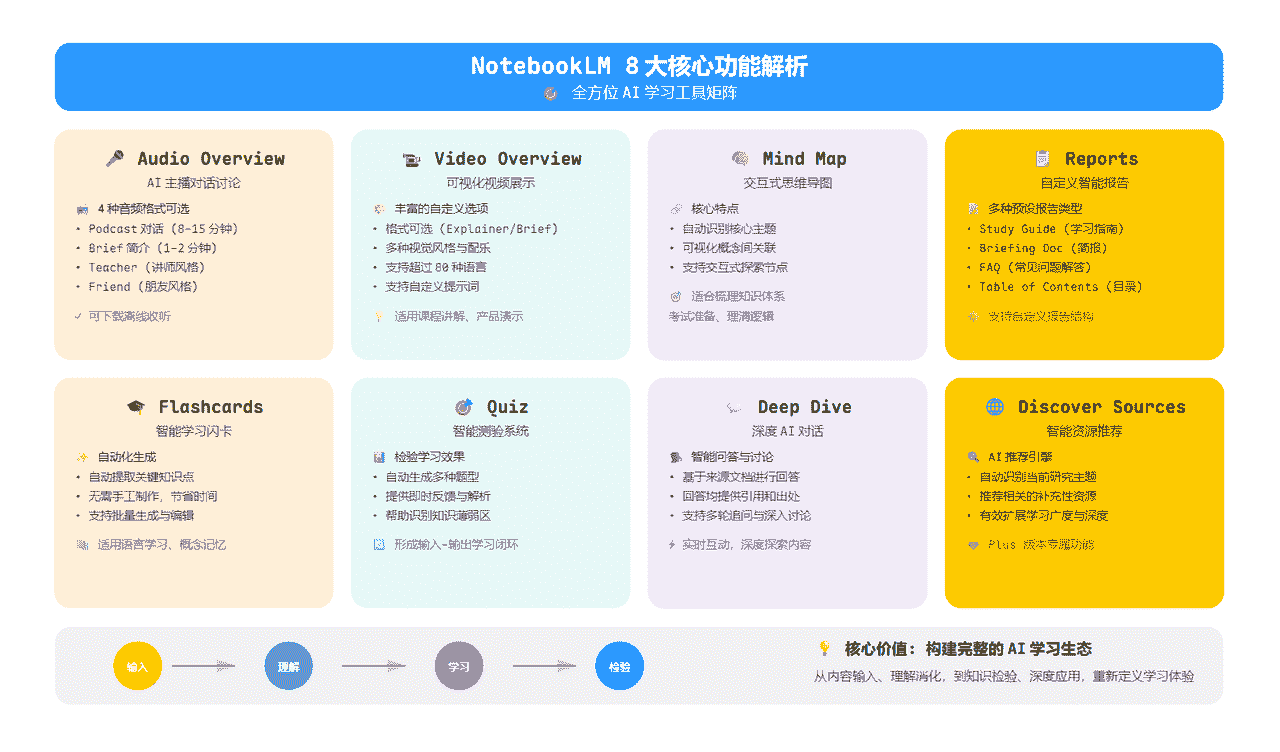 NotebookLM 8大核心功能解析
全方位 AI 学习工具矩阵
Audio Overview
AI 主播对话讨论
4 种音频格式可选
• Podcast 对话 (8-15 分钟)
• Brief 简介 (1-2 分钟)
• Teacher (讲师风格)
• Friend (朋友风格)
✓ 可下载离线收听
Video Overview
可视化视频展示
丰富的自定义选项
• 格式可选 (Explainer/Brief)
• 多种视觉风格与配乐
• 支持超过 80 种语言
• 支持自定义提示词
适用课程讲解、产品演示
Mind Map
交互式思维导图
核心特点
• 自动识别核心主题
• 可视化概念间关联
• 支持交互式探索节点
适合梳理知识体系
考试准备、理清逻辑
Reports
自定义智能报告
多种预设报告类型
• Study Guide (学习指南)
• Briefing Doc (简报)
• FAQ (常见问题解答)
• Table of Contents (目录)
支持自定义报告结构
Flashcards
智能学习闪卡
自动化生成
• 自动提取关键知识点
• 无需手工制作，节省时间
• 支持批量生成与编辑
适用语言学习、概念记忆
Quiz
智能测验系统
检验学习效果
• 自动生成多种题型
• 提供即时反馈与解析
• 帮助识别知识薄弱区
形成输入-输出学习闭环
Deep Dive
深度 AI 对话
智能问答与讨论
• 基于来源文档进行回答
• 回答均提供引用和出处
• 支持多轮追问与深入讨论
实时互动，深度探索内容
Discover Sources
智能资源推荐
AI 推荐引擎
• 自动识别当前研究主题
• 推荐相关的补充性资源
• 有效扩展学习广度与深度
Plus 版本专属功能
输入
理解
学习
检验
核心价值：构建完整的 AI 学习生态
从内容输入、理解消化，到知识检验、深度应用，重新定义学习体验